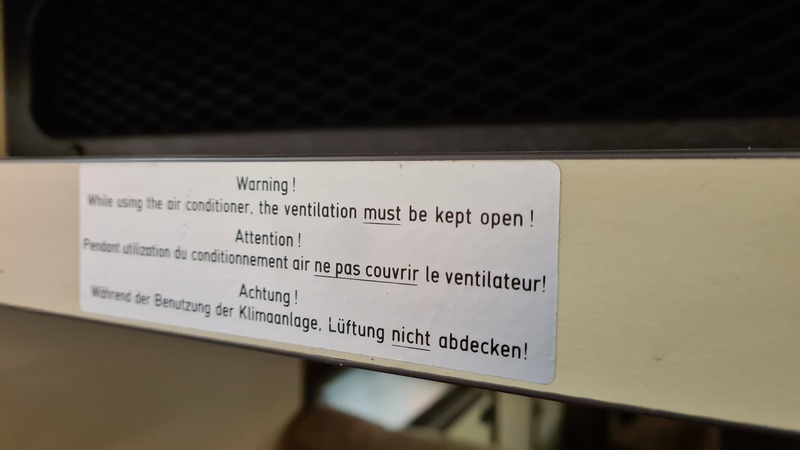 Warning !
While using the air conditioner, the ventilation must be kept open !
Attention !
Pendant utilization du conditionnement air ne pas couvrir le ventilateur!
Achtung !
Während der Benutzung der Klimaanlage, Lüftung nicht abdecken!